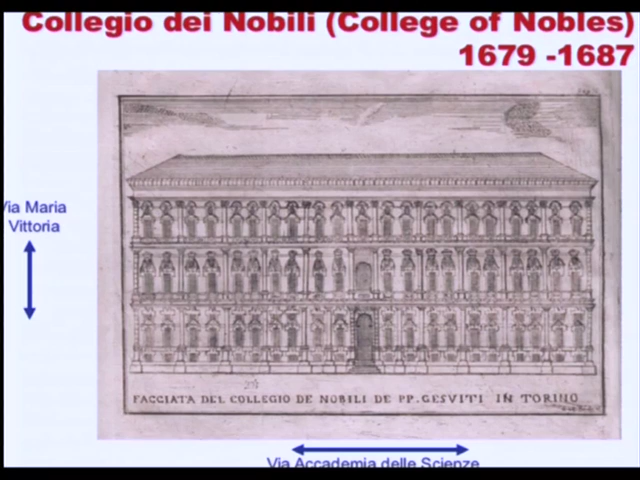 Collegio dei Nobili (College of Nobles)
1679 -1687
Via Maria
Vittoria
FACCIATA DEL COLLEGIO DE NOBILI DE PP. GESVITI IN TORINO
Via Accademia delle Scienze